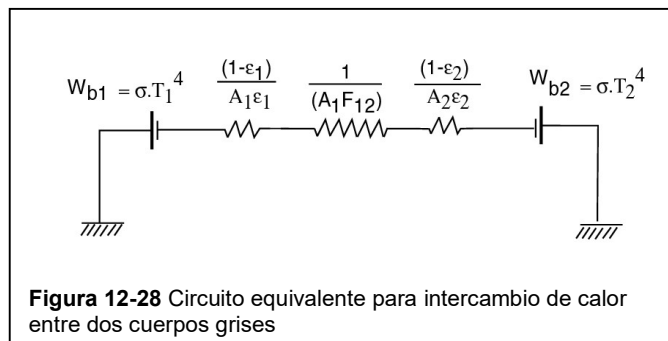 W_b1 = σ.T_1^4
(1-ε_1)
A_1ε_1
1
(A_1F_12)
(1-ε_2)
A_2ε_2
W_b2 = σ.T_2^4
Figura 12-28 Circuito equivalente para intercambio de calor
entre dos cuerpos grises